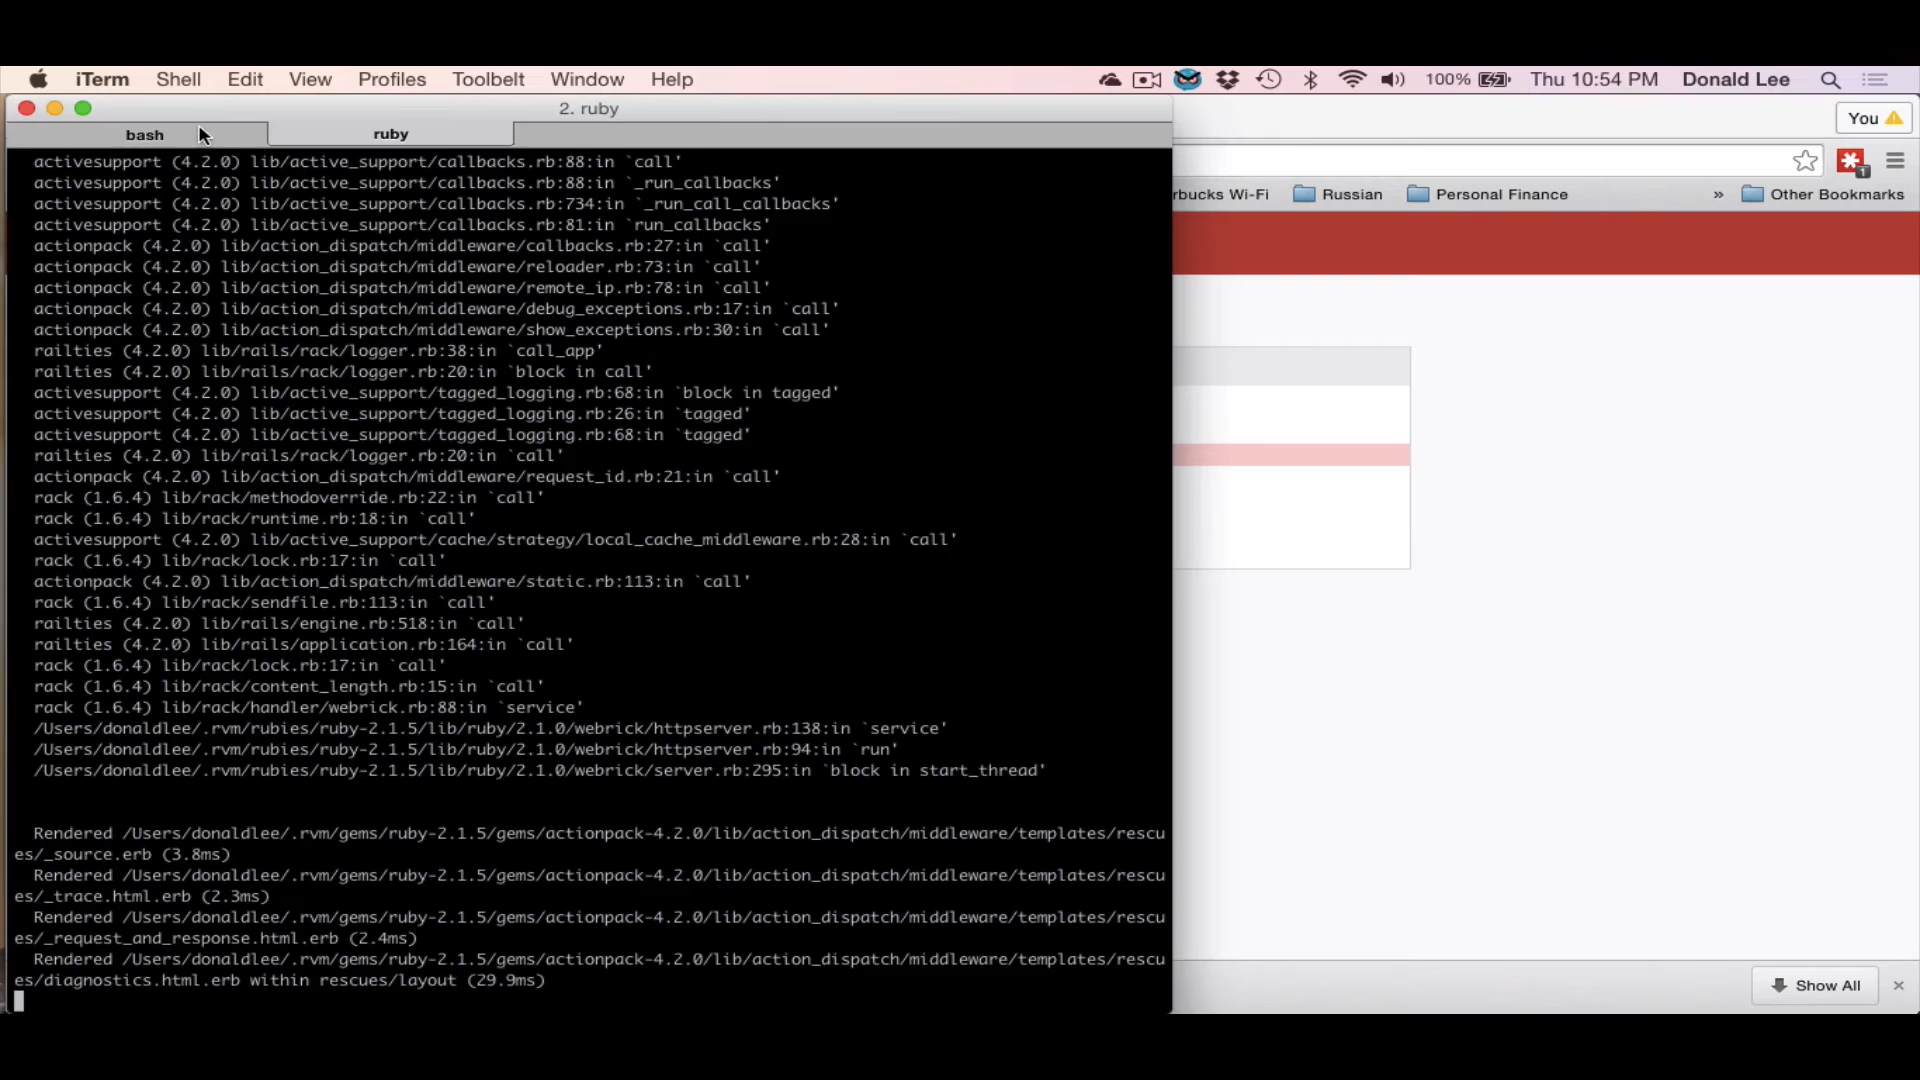 iTerm Shell Edit View Profiles Toolbelt Window Help 100% Thu 10:54 PM Donald Lee
2. ruby
You
bash ruby
1
rbucks Wi-Fi Russian Personal Finance » Other Bookmarks
activesupport (4.2.0) lib/active_support/callbacks.rb:88:in `call'
activesupport (4.2.0) lib/active_support/callbacks.rb:88:in `_run_callbacks'
activesupport (4.2.0) lib/active_support/callbacks.rb:734:in `_run_call_callbacks'
activesupport (4.2.0) lib/active_support/callbacks.rb:81:in `run_callbacks'
actionpack (4.2.0) lib/action_dispatch/middleware/callbacks.rb:27:in `call'
actionpack (4.2.0) lib/action_dispatch/middleware/reloader.rb:73:in `call'
actionpack (4.2.0) lib/action_dispatch/middleware/remote_ip.rb:78:in `call'
actionpack (4.2.0) lib/action_dispatch/middleware/debug_exceptions.rb:17:in `call'
actionpack (4.2.0) lib/action_dispatch/middleware/show_exceptions.rb:30:in `call'
railties (4.2.0) lib/rails/rack/logger.rb:38:in `call_app'
railties (4.2.0) lib/rails/rack/logger.rb:20:in `block in call'
activesupport (4.2.0) lib/active_support/tagged_logging.rb:68:in `block in tagged'
activesupport (4.2.0) lib/active_support/tagged_logging.rb:26:in `tagged'
activesupport (4.2.0) lib/active_support/tagged_logging.rb:68:in `tagged'
railties (4.2.0) lib/rails/rack/logger.rb:20:in `call'
actionpack (4.2.0) lib/action_dispatch/middleware/request_id.rb:21:in `call'
rack (1.6.4) lib/rack/methodoverride.rb:22:in `call'
rack (1.6.4) lib/rack/runtime.rb:18:in `call'
activesupport (4.2.0) lib/active_support/cache/strategy/local_cache_middleware.rb:28:in `call'
rack (1.6.4) lib/rack/lock.rb:17:in `call'
actionpack (4.2.0) lib/action_dispatch/middleware/static.rb:113:in `call'
rack (1.6.4) lib/rack/sendfile.rb:113:in `call'
railties (4.2.0) lib/rails/engine.rb:518:in `call'
railties (4.2.0) lib/rails/application.rb:164:in `call'
rack (1.6.4) lib/rack/lock.rb:17:in `call'
rack (1.6.4) lib/rack/content_length.rb:15:in `call'
rack (1.6.4) lib/rack/handler/webrick.rb:88:in `service'
/Users/donaldlee/.rvm/rubies/ruby-2.1.5/lib/ruby/2.1.0/webrick/httpserver.rb:138:in `service'
/Users/donaldlee/.rvm/rubies/ruby-2.1.5/lib/ruby/2.1.0/webrick/httpserver.rb:94:in `run'
/Users/donaldlee/.rvm/rubies/ruby-2.1.5/lib/ruby/2.1.0/webrick/server.rb:295:in `block in start_thread'
Rendered /Users/donaldlee/.rvm/gems/ruby-2.1.5/gems/actionpack-4.2.0/lib/action_dispatch/middleware/templates/rescu
es/_source.erb (3.8ms)
Rendered /Users/donaldlee/.rvm/gems/ruby-2.1.5/gems/actionpack-4.2.0/lib/action_dispatch/middleware/templates/rescu
es/_trace.html.erb (2.3ms)
Rendered /Users/donaldlee/.rvm/gems/ruby-2.1.5/gems/actionpack-4.2.0/lib/action_dispatch/middleware/templates/rescu
es/_request_and_response.html.erb (2.4ms)
Rendered /Users/donaldlee/.rvm/gems/ruby-2.1.5/gems/actionpack-4.2.0/lib/action_dispatch/middleware/templates/rescu
es/diagnostics.html.erb within rescues/layout (29.9ms)
Show All